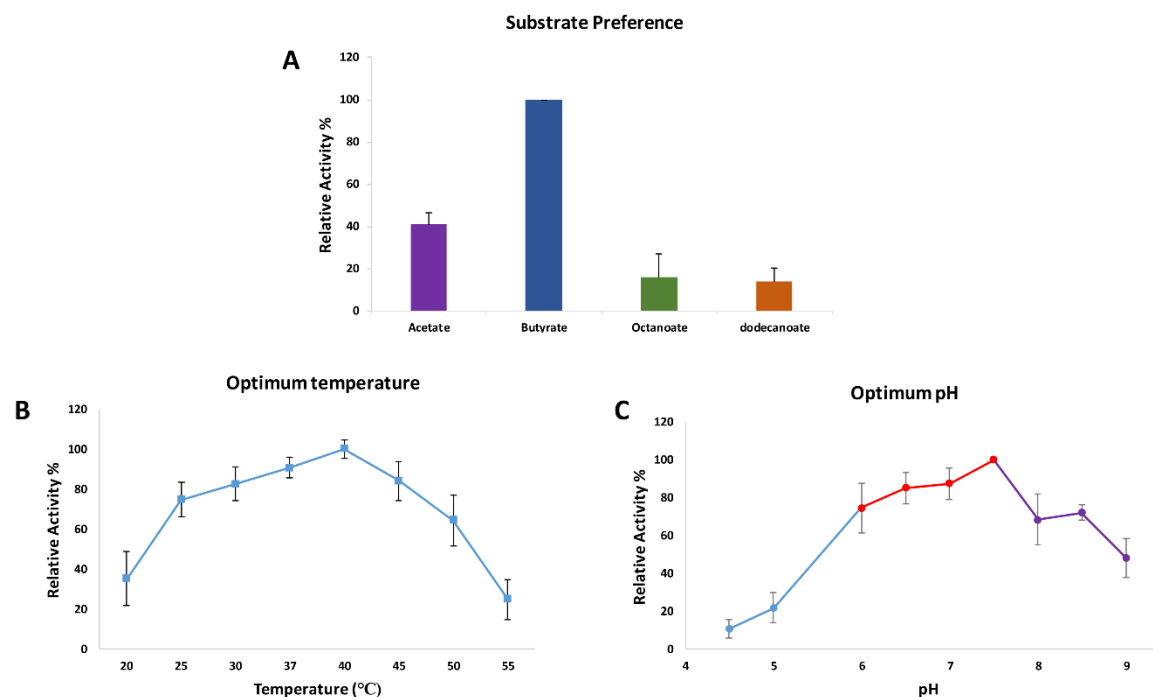 Substrate Preference
A
Relative Activity %
120
100
80
60
40
20
0
Acetate Butyrate Octanoate dodecanoate
Optimum temperature
B
Relative Activity %
120
100
80
60
40
20
0
20 25 30 37 40 45 50 55
Temperature (°C)
Optimum pH
C
Relative Activity %
120
100
80
60
40
20
0
4 5 6 7 8 9
pH